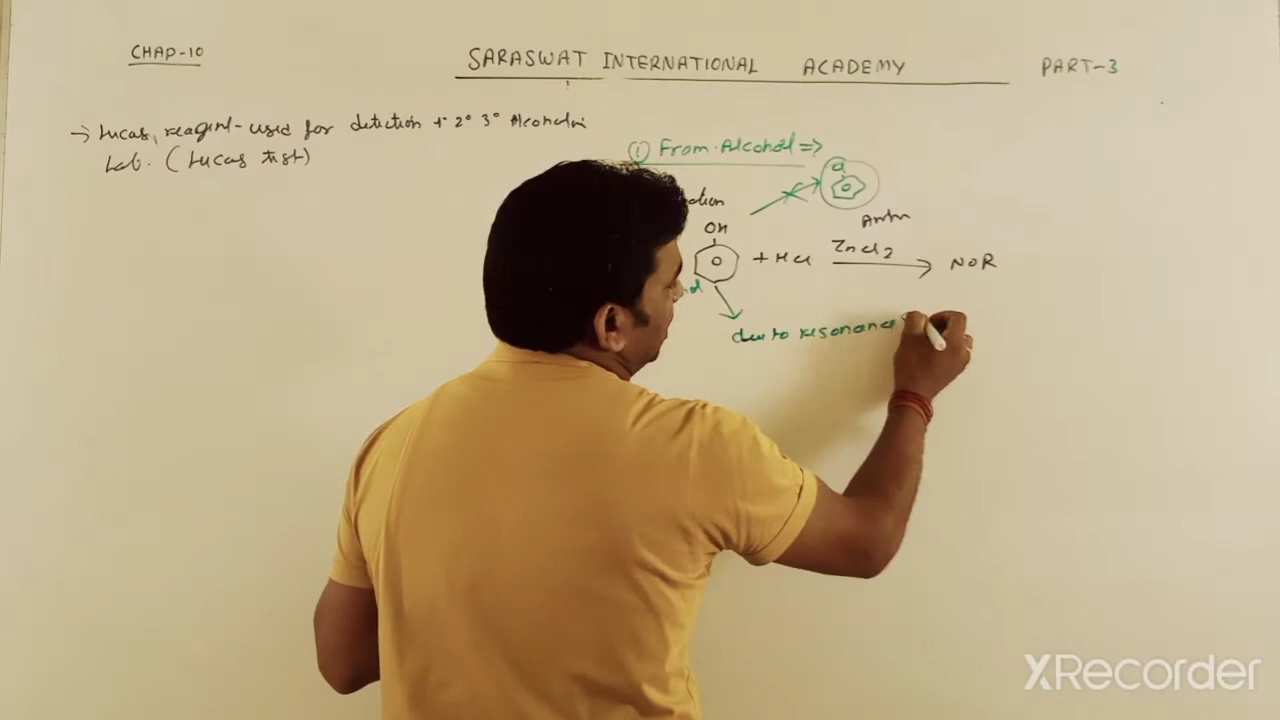 CHAP-10
SARASWAT INTERNATIONAL ACADEMY
PART-3
→ Lucas reagent - used for detection 1° 2° 3° Alcohol in
Lab. (Lucas test)
① From Alcohol ⇒
Cl
OH
+ HCl ZnCl2 → NOR
due to resonance
XRecorder